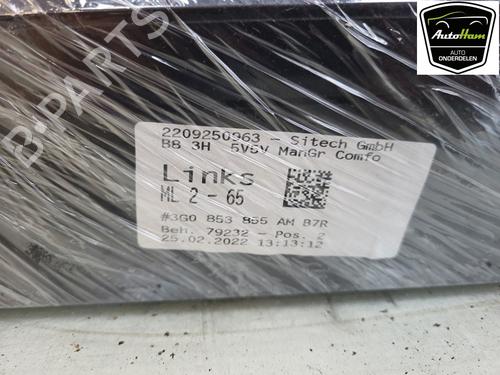 AutoHam
AUTO
ONDERDELEN
B-PARTS
2209250963 - Sitech GmbH
B8 3H 5V5V ManGr Comfo
Links
ML 2 - 65
#3G0 853 855 AM B7R
Beh. 79232 - Pos. 2
25.02.2022 13:13:12